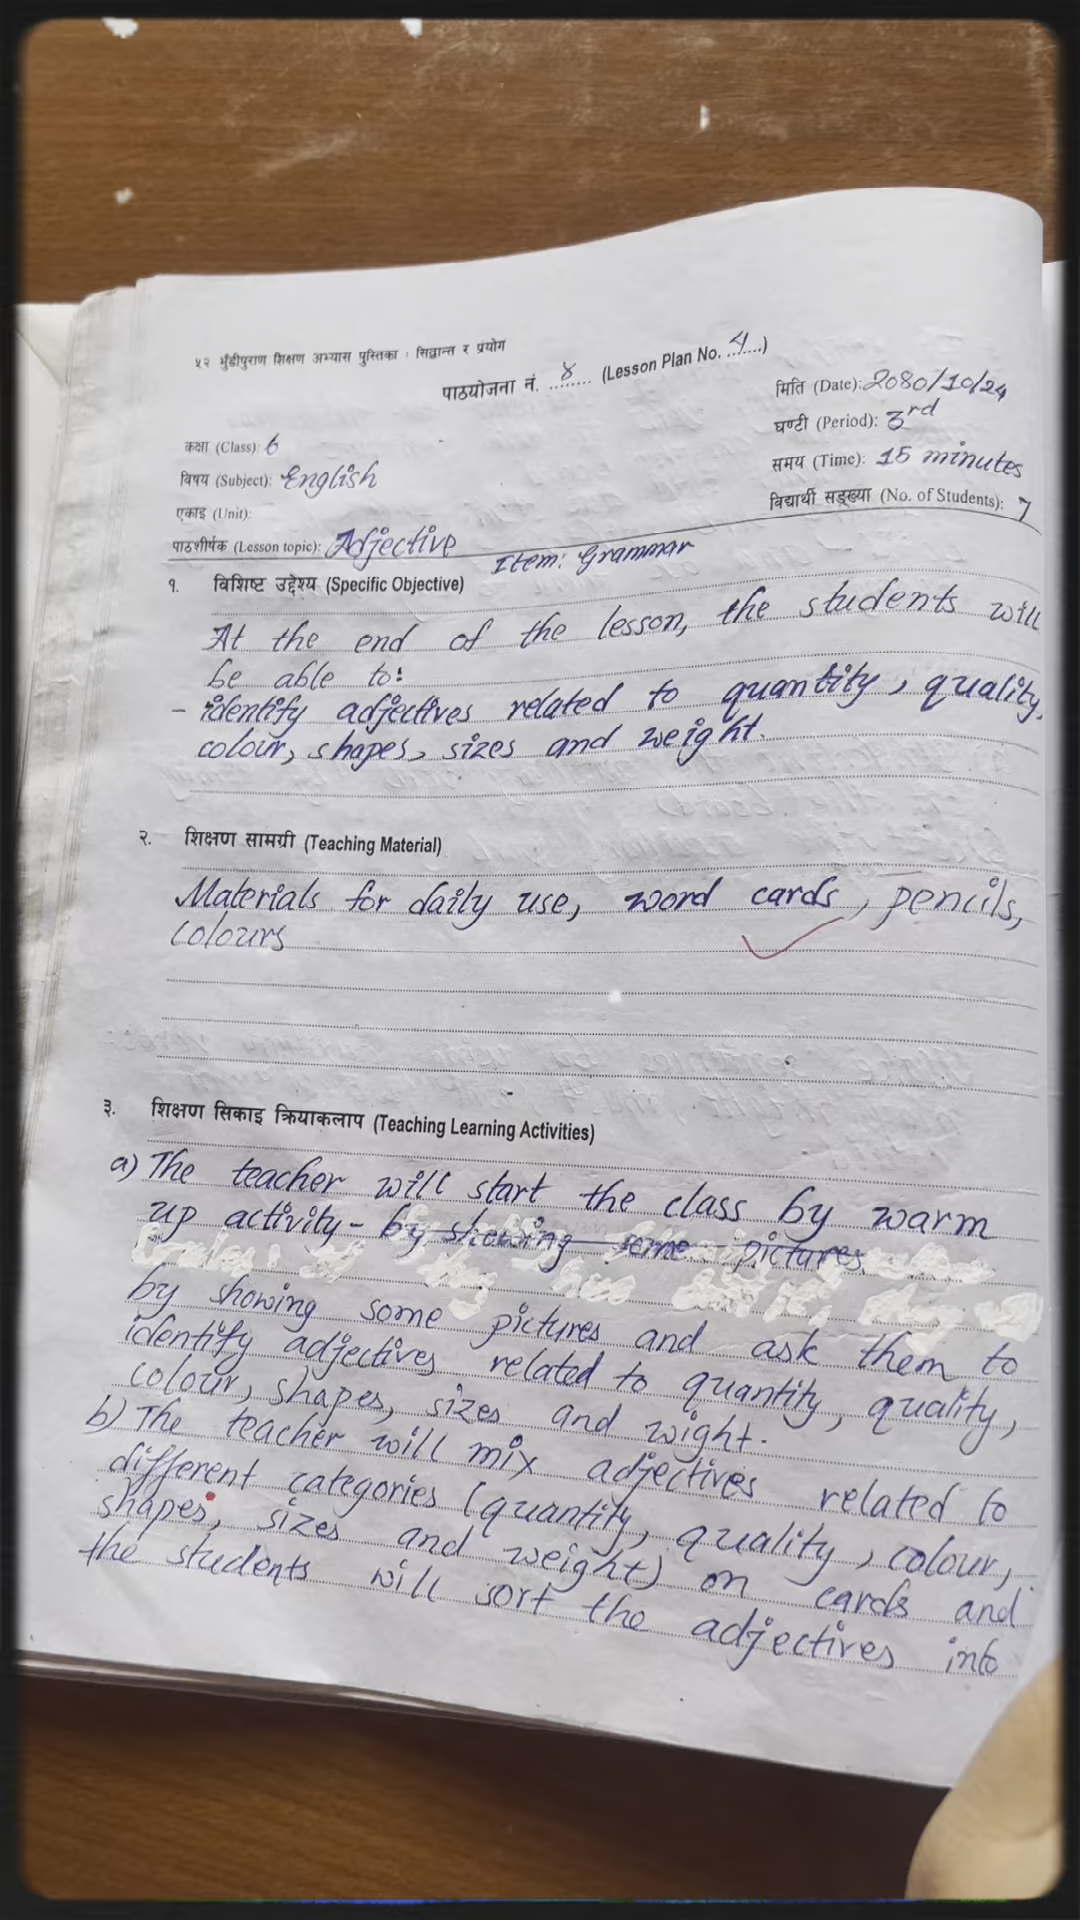 ५२ भुँडीपुराण शिक्षण अभ्यास पुस्तिका : सिद्धान्त र प्रयोग
पाठयोजना नं. ४ (Lesson Plan No. 4)
मिति (Date): 2080/10/24
घण्टी (Period): 3rd
कक्षा (Class): 6
समय (Time): 15 minutes
विषय (Subject): English
विद्यार्थी सङ्ख्या (No. of Students): 7
एकाइ (Unit):
पाठशीर्षक (Lesson topic): Adjective
Item: Grammar
१. विशिष्ट उद्देश्य (Specific Objective)
At the end of the lesson, the students will
be able to:
- identify adjectives related to quantity, quality,
colour, shapes, sizes and weight.
२. शिक्षण सामग्री (Teaching Material)
Materials for daily use, word cards, pencils,
colours
३. शिक्षण सिकाइ क्रियाकलाप (Teaching Learning Activities)
a) The teacher will start the class by warm
up activity - by showing some pictures
by showing some pictures and ask them to
identify adjectives related to quantity, quality,
colour, shapes, sizes and wight.
b) The teacher will mix adjectives related to
different categories (quantity, quality, colour,
shapes, sizes and weight) on cards and
the students will sort the adjectives into